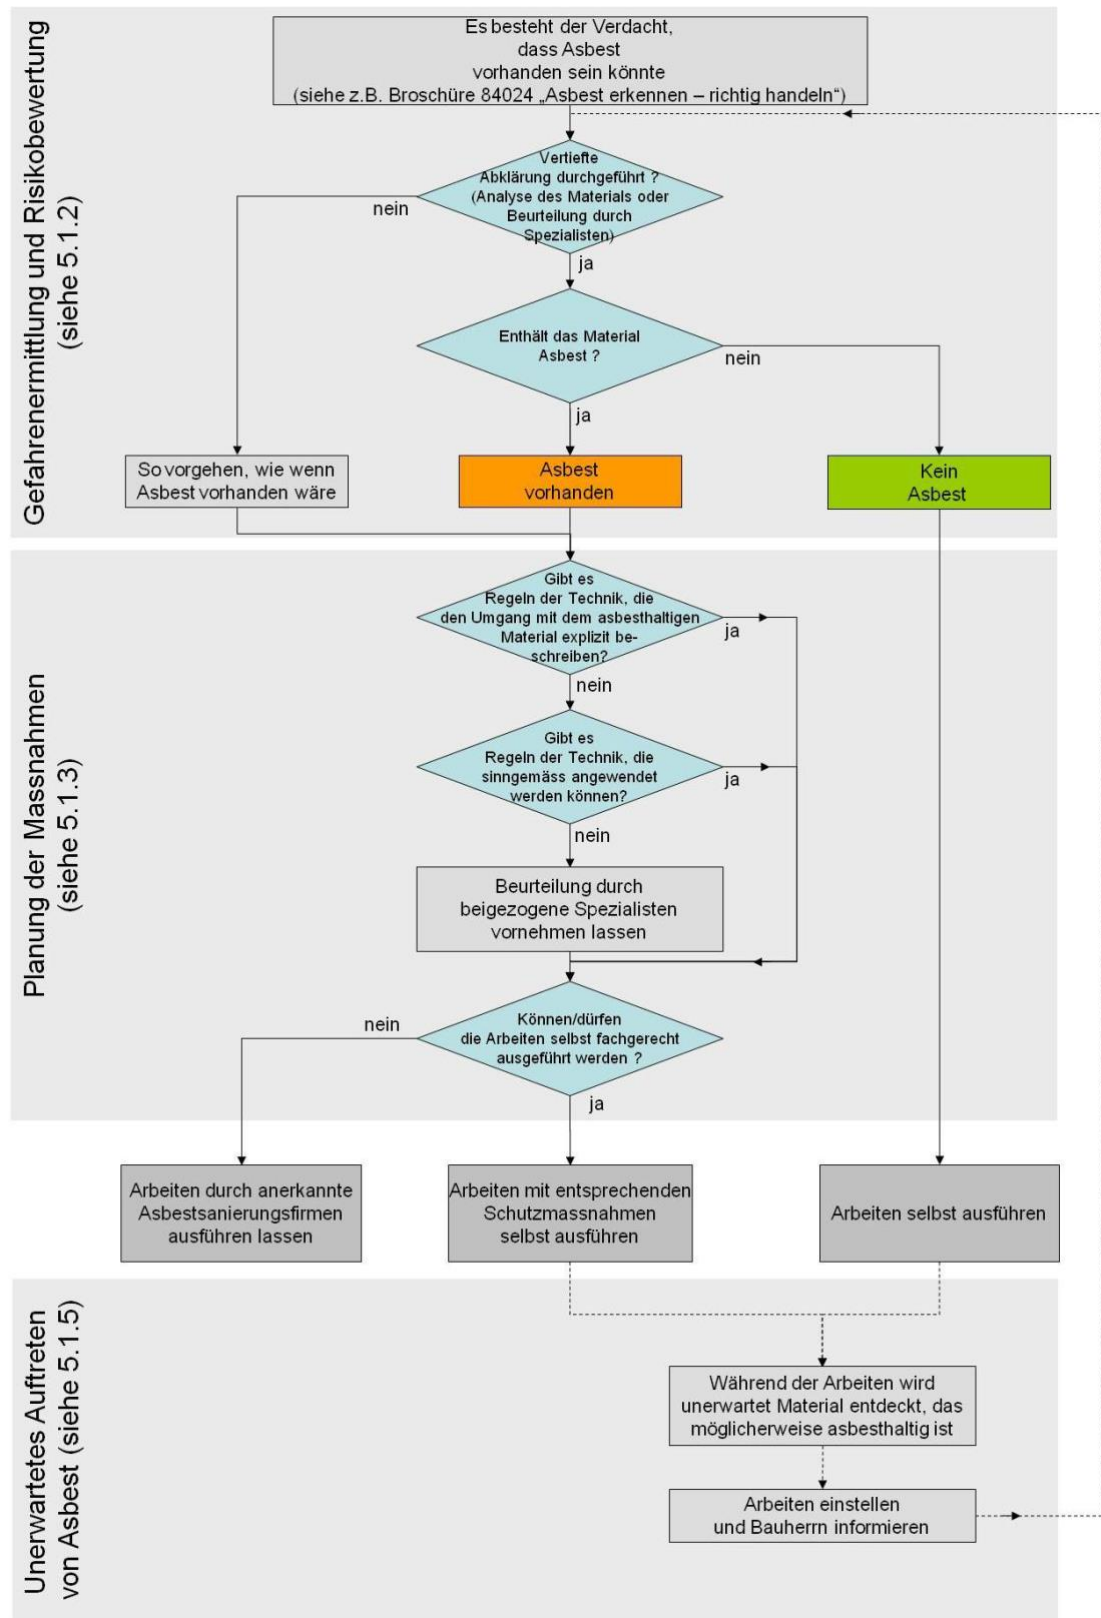 Gefahrenermittlung und Risikobewertung
(siehe 5.1.2)
Es besteht der Verdacht,
dass Asbest
vorhanden sein könnte
(siehe z.B. Broschüre 84024 „Asbest erkennen – richtig handeln“)
Vertiefte
Abklärung durchgeführt ?
(Analyse des Materials oder
Beurteilung durch
Spezialisten)
nein
ja
Enthält das Material
Asbest ?
nein
ja
So vorgehen, wie wenn
Asbest vorhanden wäre
Asbest
vorhanden
Kein
Asbest
Planung der Massnahmen
(siehe 5.1.3)
Gibt es
Regeln der Technik, die
den Umgang mit dem asbesthaltigen
Material explizit be-
schreiben?
ja
nein
Gibt es
Regeln der Technik, die
sinngemäss angewendet
werden können?
ja
nein
Beurteilung durch
beigezogene Spezialisten
vornehmen lassen
Können/dürfen
die Arbeiten selbst fachgerecht
ausgeführt werden ?
nein
ja
Arbeiten durch anerkannte
Asbestsanierungsfirmen
ausführen lassen
Arbeiten mit entsprechenden
Schutzmassnahmen
selbst ausführen
Arbeiten selbst ausführen
Unerwartetes Auftreten
von Asbest (siehe 5.1.5)
Während der Arbeiten wird
unerwartet Material entdeckt, das
möglicherweise asbesthaltig ist
Arbeiten einstellen
und Bauherrn informieren